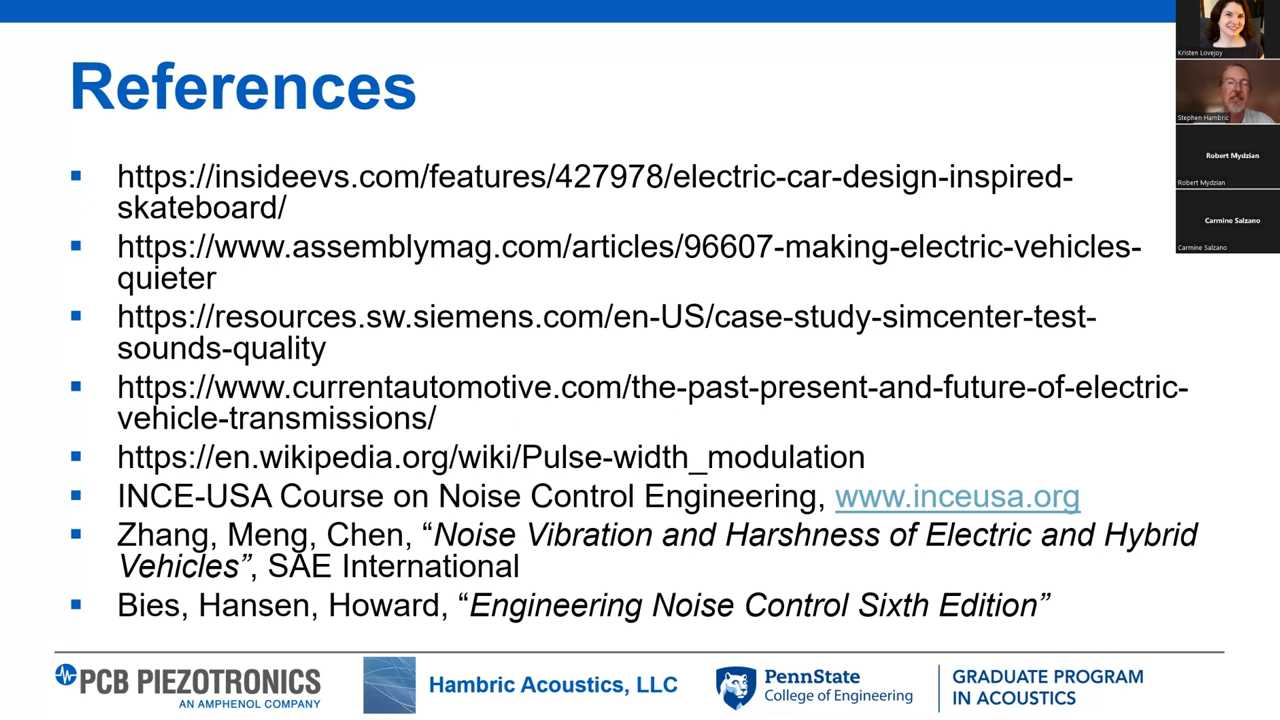 References
https://insideevs.com/features/427978/electric-car-design-inspired-
skateboard/
https://www.assemblymag.com/articles/96607-making-electric-vehicles-
quieter
https://resources.sw.siemens.com/en-US/case-study-simcenter-test-
sounds-quality
https://www.currentautomotive.com/the-past-present-and-future-of-electric-
vehicle-transmissions/
https://en.wikipedia.org/wiki/Pulse-width_modulation
INCE-USA Course on Noise Control Engineering, www.inceusa.org
Zhang, Meng, Chen, “Noise Vibration and Harshness of Electric and Hybrid
Vehicles”, SAE International
Bies, Hansen, Howard, “Engineering Noise Control Sixth Edition”
PCB PIEZOTRONICS
AN AMPHENOL COMPANY
Hambric Acoustics, LLC
PennState
College of Engineering
GRADUATE PROGRAM
IN ACOUSTICS
Kristen Lovejoy
Stephen Hambric
Robert Mydzian
Robert Mydzian
Carmine Salzano
Carmine Salzano